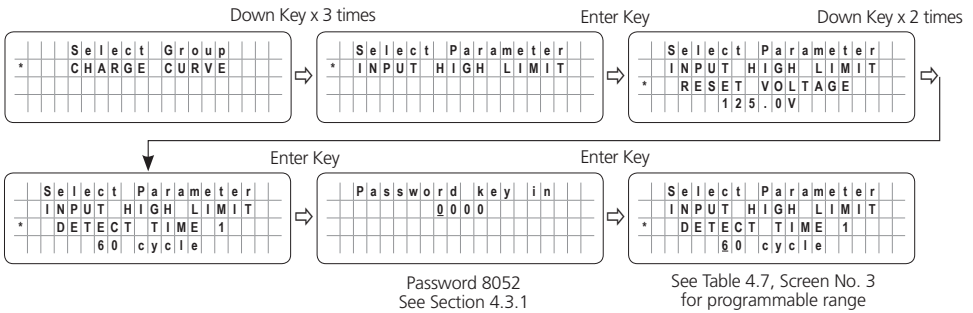 Down Key x 3 times
Enter Key
Down Key x 2 times
Select Group
* CHARGE CURVE
Select Parameter
* INPUT HIGH LIMIT
Select Parameter
INPUT HIGH LIMIT
* RESET VOLTAGE
125.0V
Enter Key
Enter Key
Select Parameter
INPUT HIGH LIMIT
* DETECT TIME 1
60 cycle
Password key in
0000
Select Parameter
INPUT HIGH LIMIT
* DETECT TIME 1
60 cycle
Password 8052
See Section 4.3.1
See Table 4.7, Screen No. 3
for programmable range